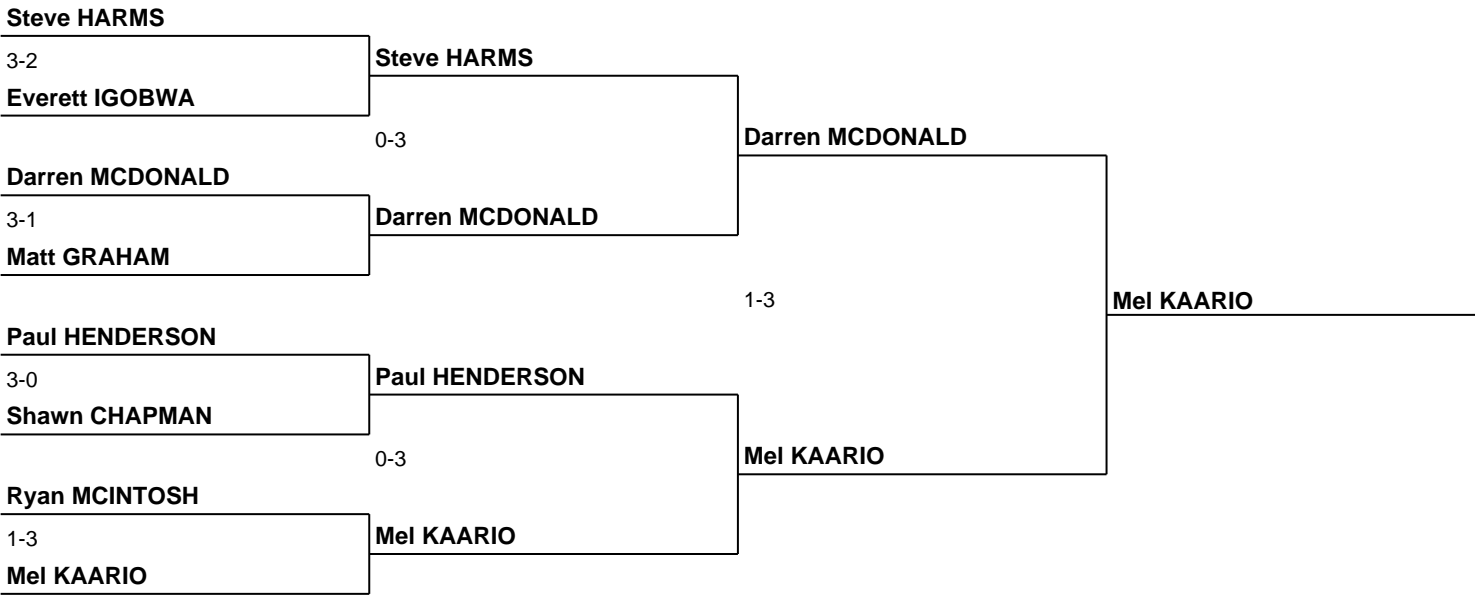 Steve HARMS
3-2
Steve HARMS
Everett IGOBWA
0-3
Darren MCDONALD
Darren MCDONALD
3-1
Darren MCDONALD
Matt GRAHAM
1-3
Mel KAARIO
Paul HENDERSON
3-0
Paul HENDERSON
Shawn CHAPMAN
0-3
Mel KAARIO
Ryan MCINTOSH
1-3
Mel KAARIO
Mel KAARIO